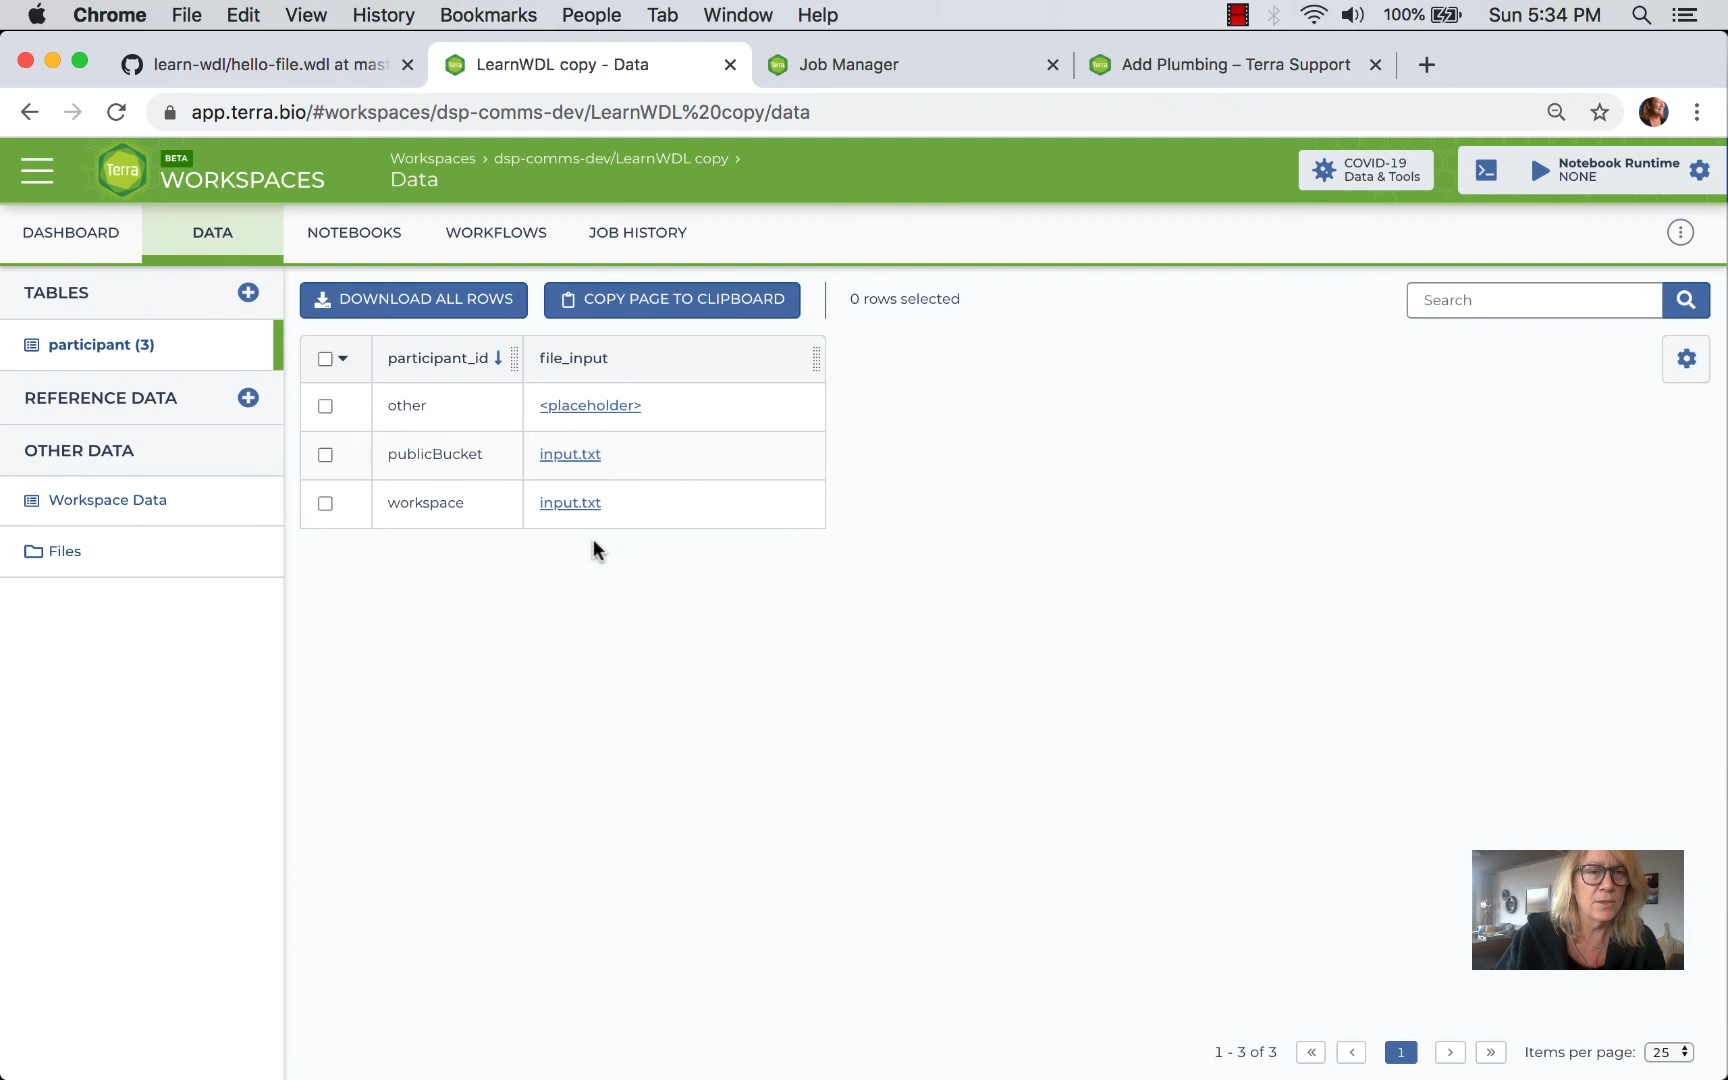 Chrome File Edit View History Bookmarks People Tab Window Help 100% Sun 5:34 PM
learn-wdl/hello-file.wdl at mas LearnWDL copy - Data Job Manager Add Plumbing – Terra Support
app.terra.bio/#workspaces/dsp-comms-dev/LearnWDL%20copy/data
Terra BETA WORKSPACES
Workspaces › dsp-comms-dev/LearnWDL copy ›
Data
COVID-19
Data & Tools
Notebook Runtime
NONE
DASHBOARD DATA NOTEBOOKS WORKFLOWS JOB HISTORY
TABLES
participant (3)
REFERENCE DATA
OTHER DATA
Workspace Data
Files
DOWNLOAD ALL ROWS COPY PAGE TO CLIPBOARD 0 rows selected Search
participant_id file_input
other <placeholder>
publicBucket input.txt
workspace input.txt
1 - 3 of 3 « ‹ 1 › » Items per page: 25